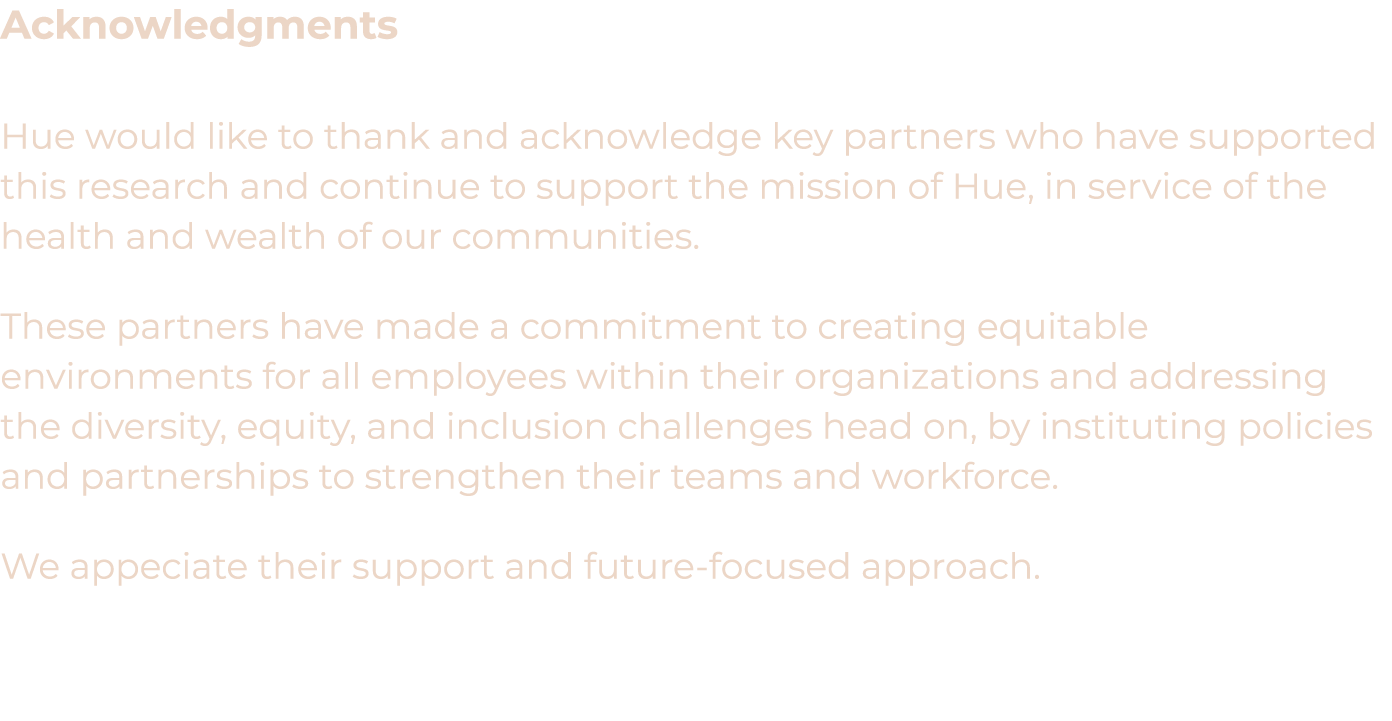 Acknowledgments
Hue would like to thank and acknowledge key partners who have supported
this research and continue to support the mission of Hue, in service of the
health and wealth of our communities.
These partners have made a commitment to creating equitable
environments for all employees within their organizations and addressing
the diversity, equity, and inclusion challenges head on, by instituting policies
and partnerships to strengthen their teams and workforce.
We appeciate their support and future-focused approach.